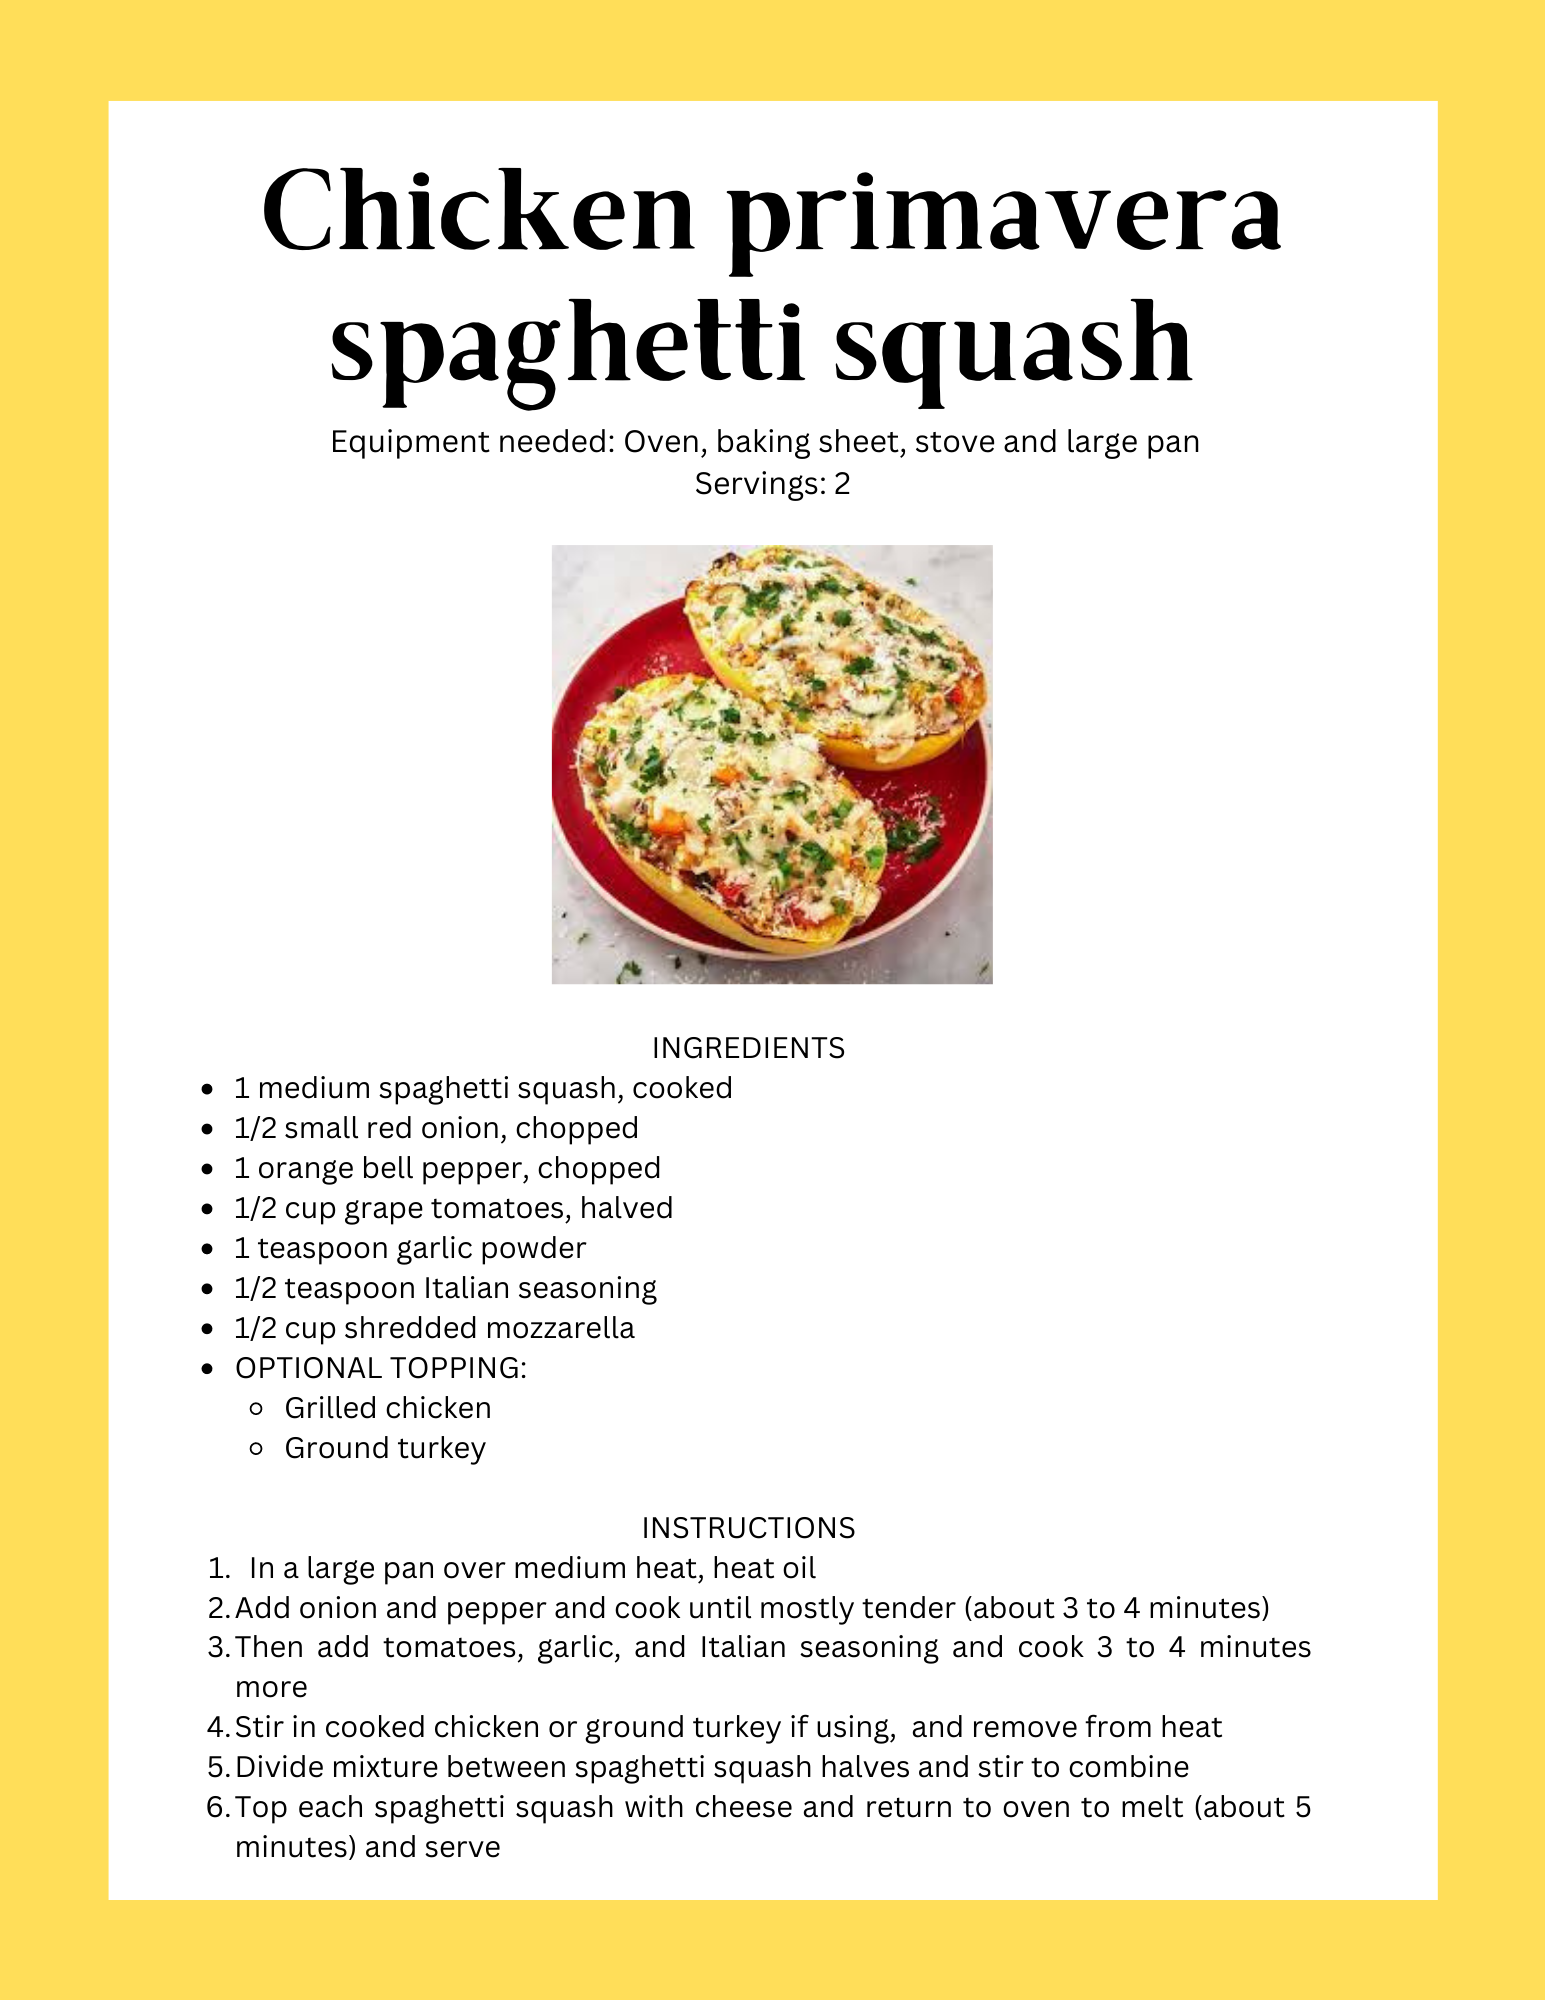 Chicken primavera
spaghetti squash
Equipment needed: Oven, baking sheet, stove and large pan
Servings: 2
INGREDIENTS
• 1 medium spaghetti squash, cooked
• 1/2 small red onion, chopped
• 1 orange bell pepper, chopped
• 1/2 cup grape tomatoes, halved
• 1 teaspoon garlic powder
• 1/2 teaspoon Italian seasoning
• 1/2 cup shredded mozzarella
• OPTIONAL TOPPING:
◦ Grilled chicken
◦ Ground turkey
INSTRUCTIONS
1. In a large pan over medium heat, heat oil
2. Add onion and pepper and cook until mostly tender (about 3 to 4 minutes)
3. Then add tomatoes, garlic, and Italian seasoning and cook 3 to 4 minutes
more
4. Stir in cooked chicken or ground turkey if using, and remove from heat
5. Divide mixture between spaghetti squash halves and stir to combine
6. Top each spaghetti squash with cheese and return to oven to melt (about 5
minutes) and serve